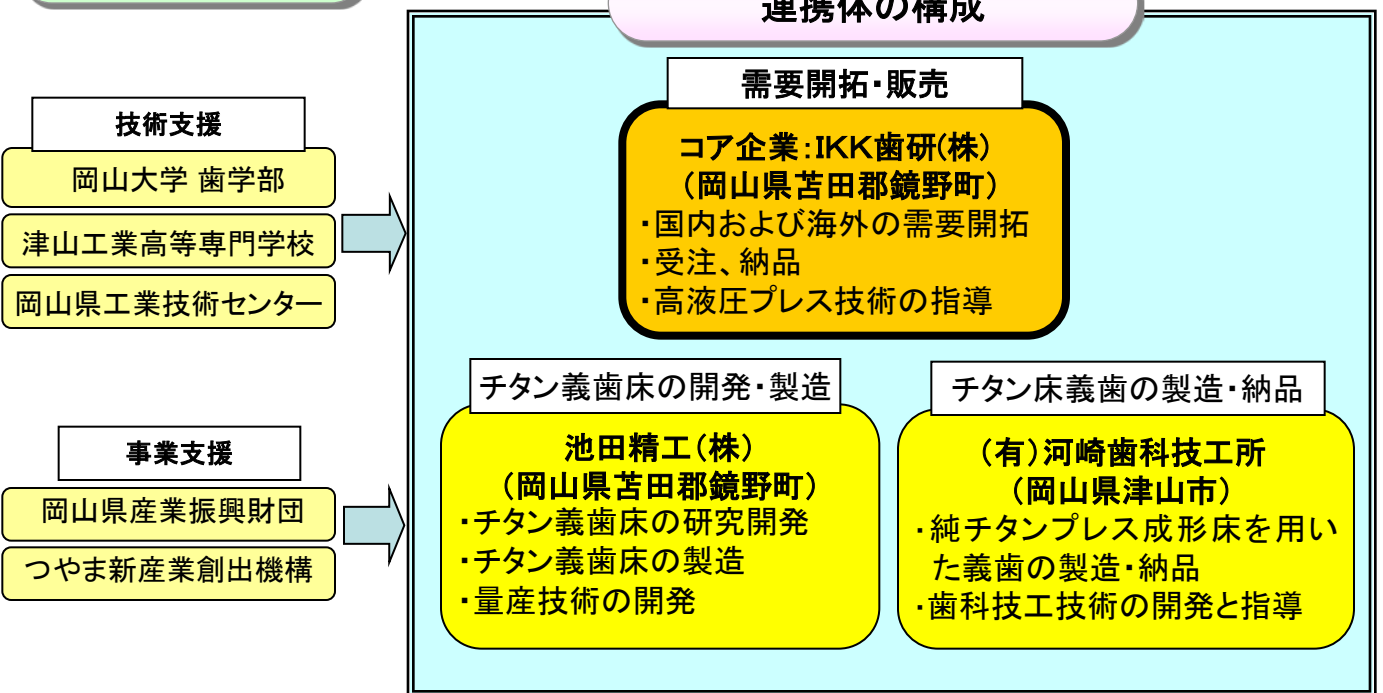 連携体の構成
技術支援
岡山大学 歯学部
津山工業高等専門学校
岡山県工業技術センター
事業支援
岡山県産業振興財団
つやま新産業創出機構
需要開拓・販売
コア企業:IKK歯研(株)
(岡山県苫田郡鏡野町)
・国内および海外の需要開拓
・受注、納品
・高液圧プレス技術の指導
チタン義歯床の開発・製造
池田精工(株)
(岡山県苫田郡鏡野町)
・チタン義歯床の研究開発
・チタン義歯床の製造
・量産技術の開発
チタン床義歯の製造・納品
(有)河崎歯科技工所
(岡山県津山市)
・純チタンプレス成形床を用い
た義歯の製造・納品
・歯科技工技術の開発と指導